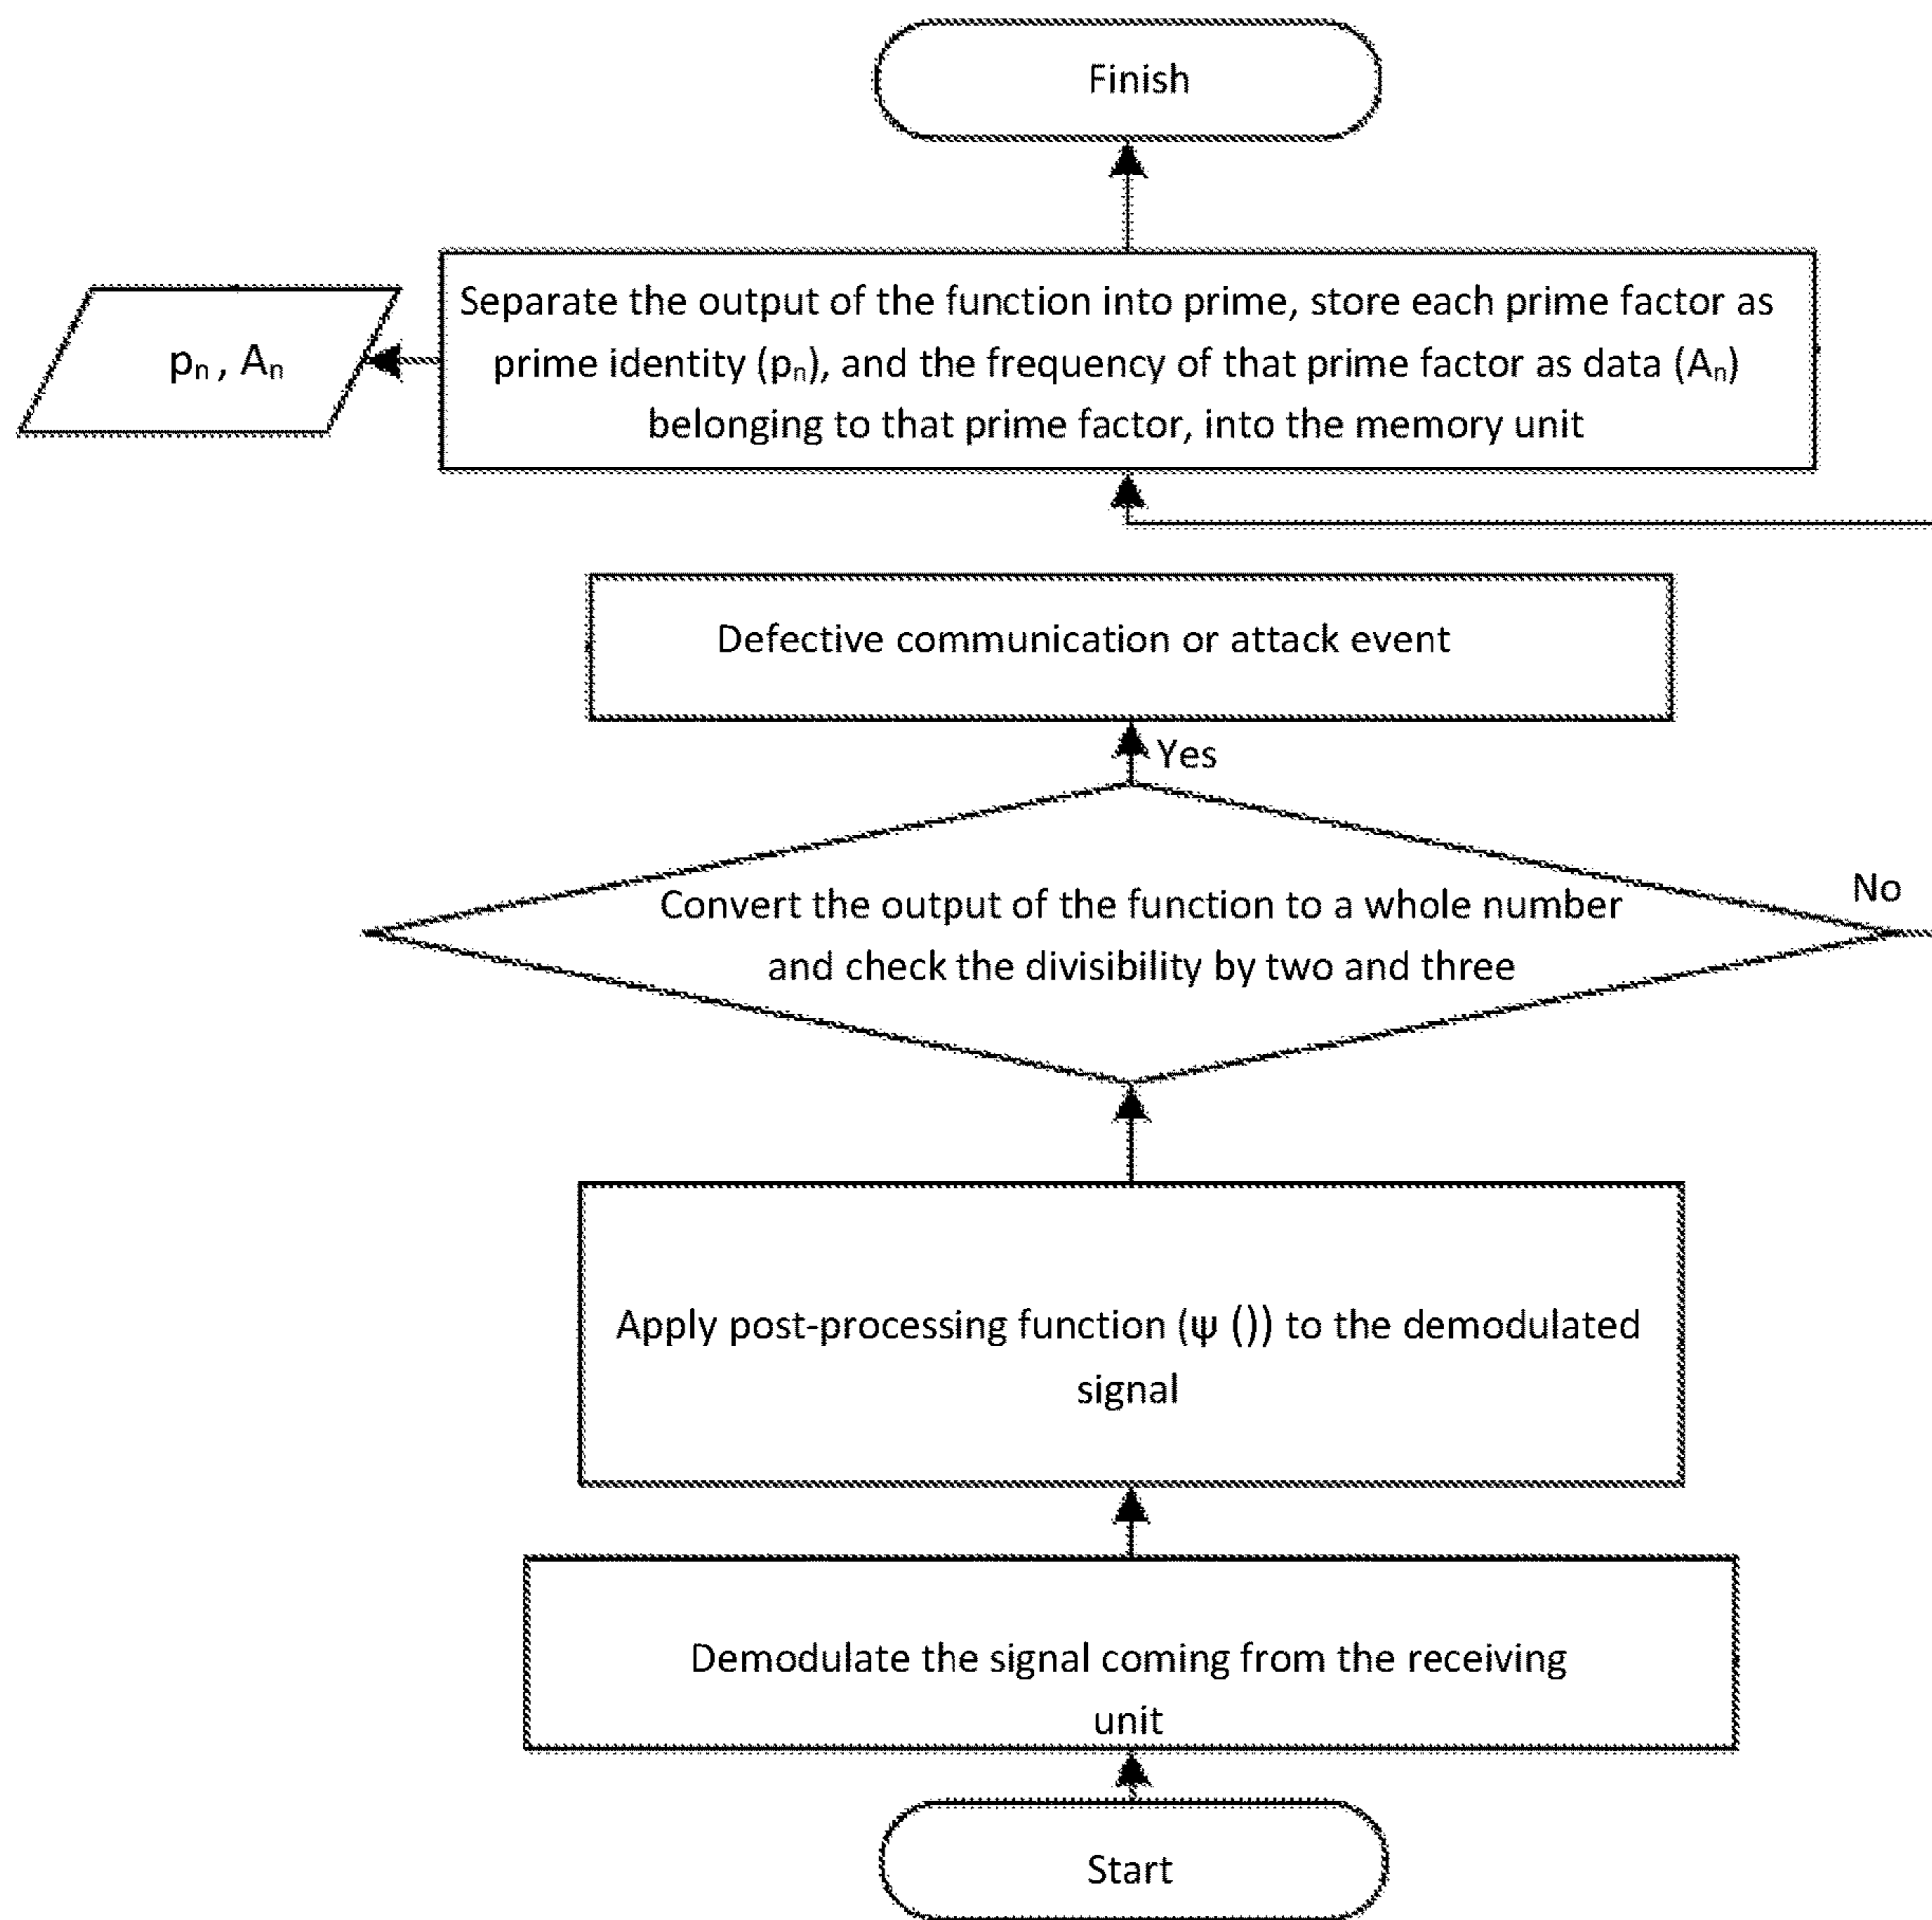 Finish
Separate the output of the function into prime, store each prime factor as
prime identity (pₙ), and the frequency of that prime factor as data (Aₙ)
belonging to that prime factor, into the memory unit
pₙ , Aₙ
Defective communication or attack event
Yes
No
Convert the output of the function to a whole number
and check the divisibility by two and three
Apply post-processing function (ψ ()) to the demodulated
signal
Demodulate the signal coming from the receiving
unit
Start